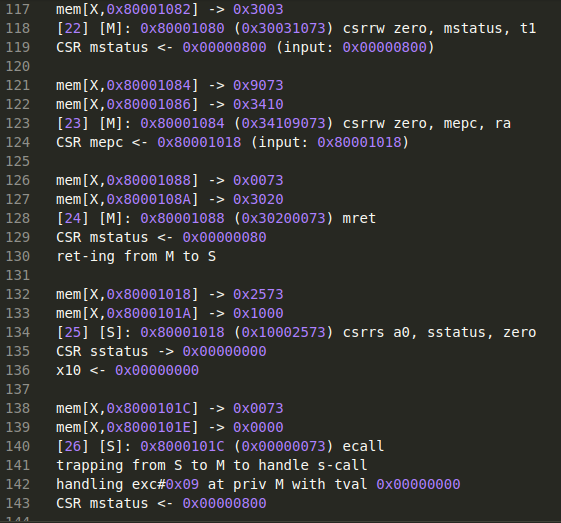 117 mem[X,0x80001082] -> 0x3003
118 [22] [M]: 0x80001080 (0x30031073) csrrw zero, mstatus, t1
119 CSR mstatus <- 0x00000800 (input: 0x00000800)
120
121 mem[X,0x80001084] -> 0x9073
122 mem[X,0x80001086] -> 0x3410
123 [23] [M]: 0x80001084 (0x34109073) csrrw zero, mepc, ra
124 CSR mepc <- 0x80001018 (input: 0x80001018)
125
126 mem[X,0x80001088] -> 0x0073
127 mem[X,0x8000108A] -> 0x3020
128 [24] [M]: 0x80001088 (0x30200073) mret
129 CSR mstatus <- 0x00000080
130 ret-ing from M to S
131
132 mem[X,0x80001018] -> 0x2573
133 mem[X,0x8000101A] -> 0x1000
134 [25] [S]: 0x80001018 (0x10002573) csrrs a0, sstatus, zero
135 CSR sstatus -> 0x00000000
136 x10 <- 0x00000000
137
138 mem[X,0x8000101C] -> 0x0073
139 mem[X,0x8000101E] -> 0x0000
140 [26] [S]: 0x8000101C (0x00000073) ecall
141 trapping from S to M to handle s-call
142 handling exc#0x09 at priv M with tval 0x00000000
143 CSR mstatus <- 0x00000800